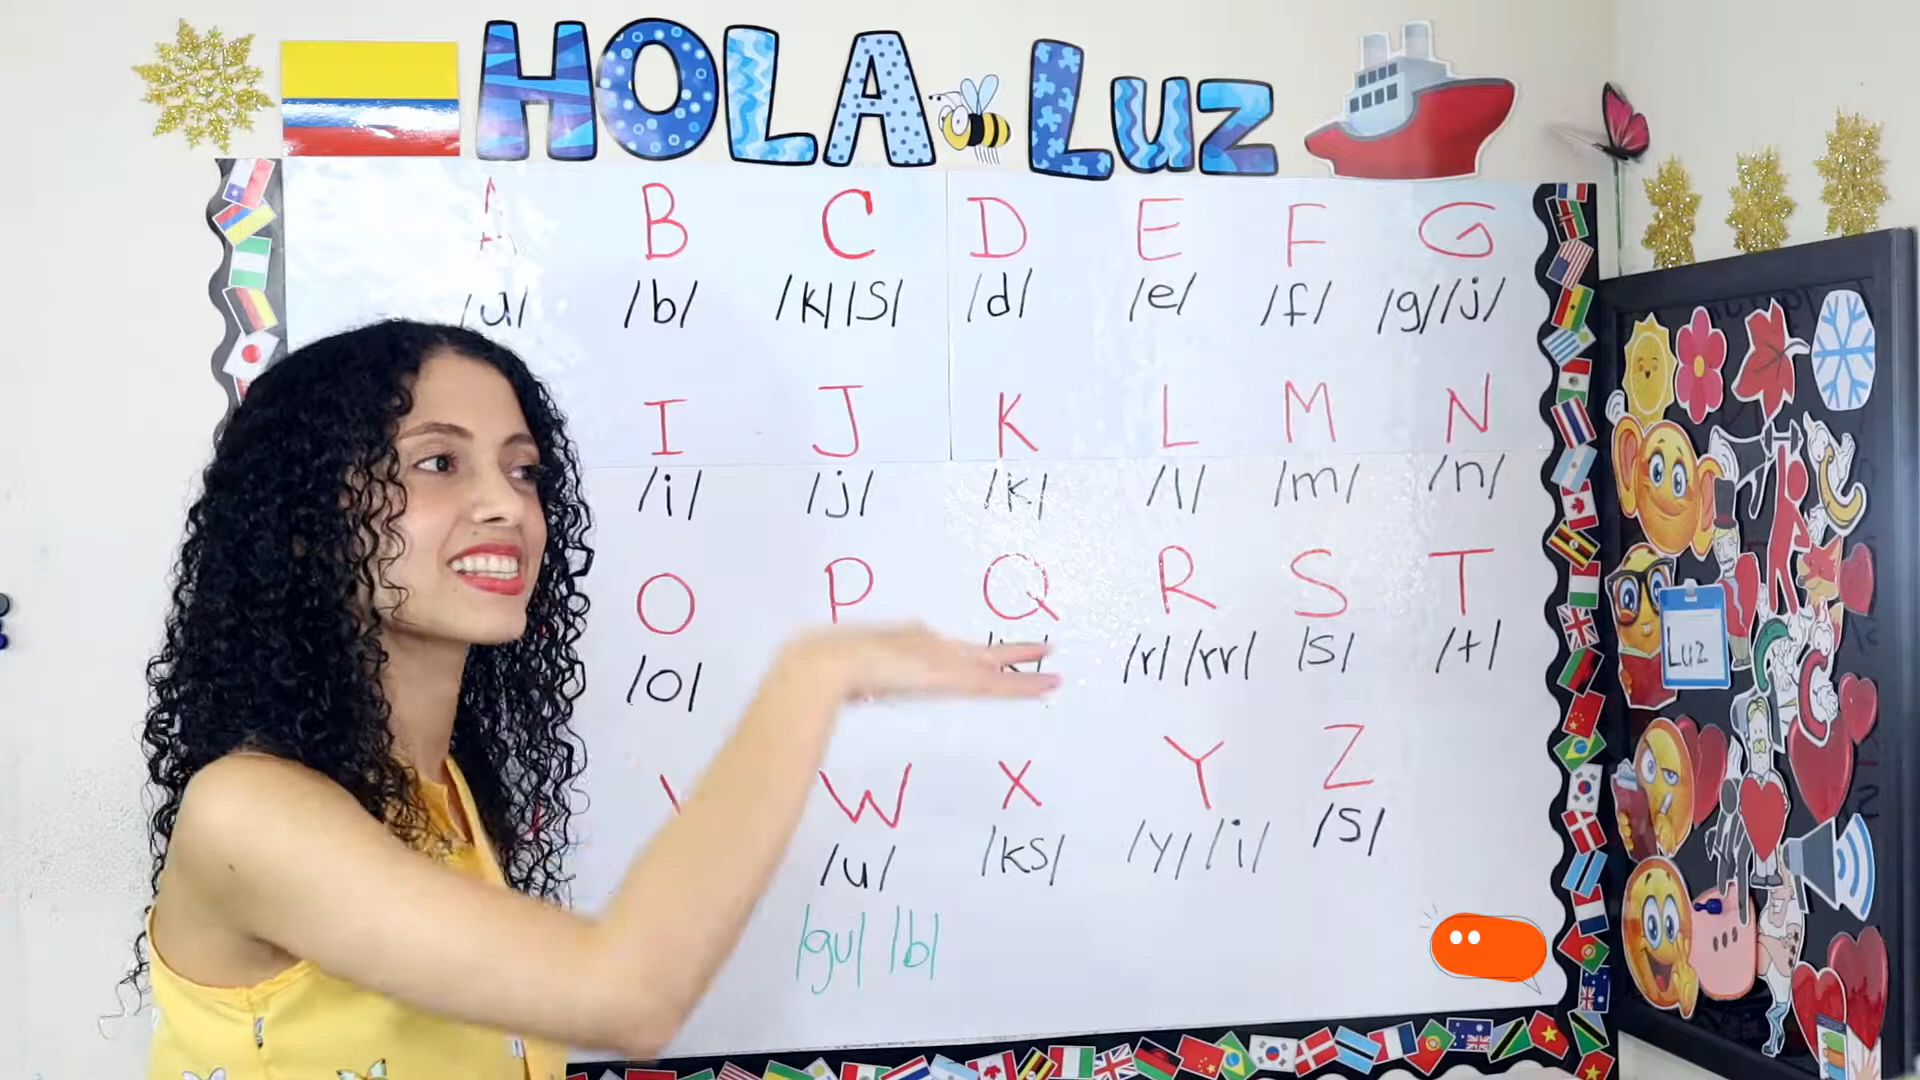 HOLA Luz
A B C D E F G
/a/ /b/ /k/ /s/ /d/ /e/ /f/ /g/ /j/
I J K L M N
/i/ /j/ /k/ /l/ /m/ /n/
O P Q R S T
/o/ /k/ /r/ /rr/ /s/ /t/
V W X Y Z
/u/ /ks/ /y/ /i/ /s/
/gu/ /b/
Luz